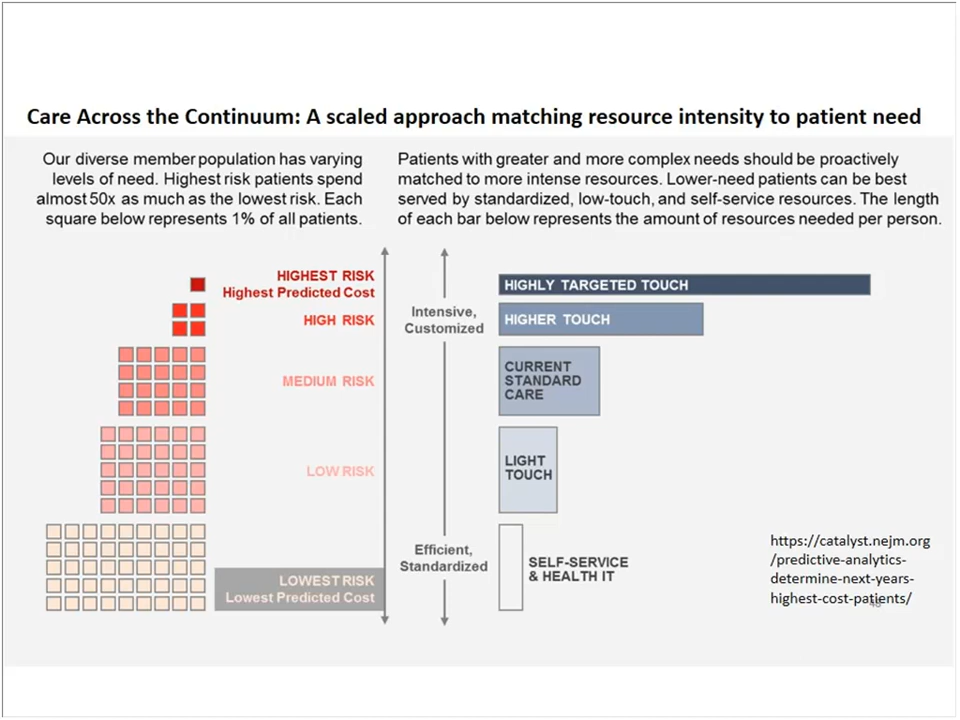 Care Across the Continuum: A scaled approach matching resource intensity to patient need
Our diverse member population has varying
levels of need. Highest risk patients spend
almost 50x as much as the lowest risk. Each
square below represents 1% of all patients.
Patients with greater and more complex needs should be proactively
matched to more intense resources. Lower-need patients can be best
served by standardized, low-touch, and self-service resources. The length
of each bar below represents the amount of resources needed per person.
HIGHEST RISK
Highest Predicted Cost
HIGH RISK
MEDIUM RISK
LOW RISK
LOWEST RISK
Lowest Predicted Cost
Intensive,
Customized
Efficient,
Standardized
HIGHLY TARGETED TOUCH
HIGHER TOUCH
CURRENT
STANDARD
CARE
LIGHT
TOUCH
SELF-SERVICE
& HEALTH IT
https://catalyst.nejm.org
/predictive-analytics-
determine-next-years-
highest-cost-patients/